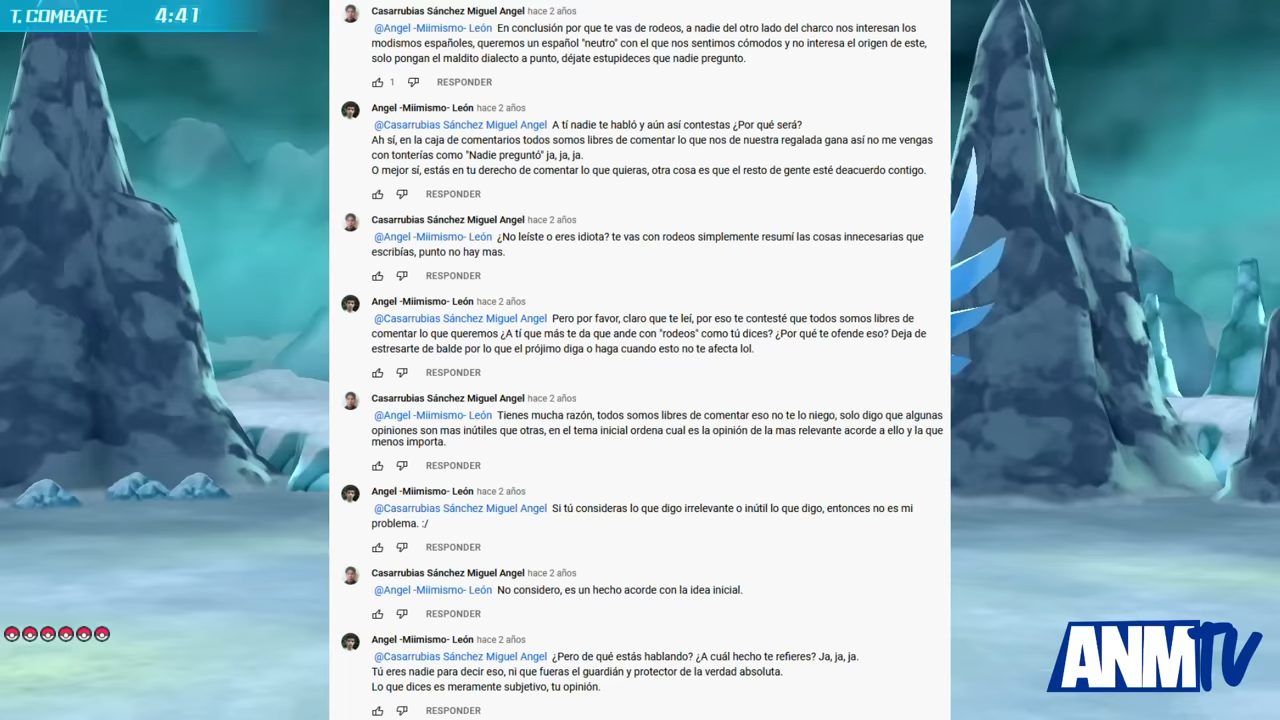 T. COMBATE 4:41
Casarrubias Sánchez Miguel Angel hace 2 años
@Angel -Miimismo- León En conclusión por que te vas de rodeos, a nadie del otro lado del charco nos interesan los
modismos españoles, queremos un español "neutro" con el que nos sentimos cómodos y no interesa el origen de este,
solo pongan el maldito dialecto a punto, déjate estupideces que nadie pregunto.
1 RESPONDER
Angel -Miimismo- León hace 2 años
@Casarrubias Sánchez Miguel Angel A tí nadie te habló y aún así contestas ¿Por qué será?
Ah sí, en la caja de comentarios todos somos libres de comentar lo que nos de nuestra regalada gana así no me vengas
con tonterías como "Nadie preguntó" ja, ja, ja.
O mejor sí, estás en tu derecho de comentar lo que quieras, otra cosa es que el resto de gente esté deacuerdo contigo.
RESPONDER
Casarrubias Sánchez Miguel Angel hace 2 años
@Angel -Miimismo- León ¿No leíste o eres idiota? te vas con rodeos simplemente resumí las cosas innecesarias que
escribías, punto no hay mas.
RESPONDER
Angel -Miimismo- León hace 2 años
@Casarrubias Sánchez Miguel Angel Pero por favor, claro que te leí, por eso te contesté que todos somos libres de
comentar lo que queremos ¿A tí que más te da que ande con "rodeos" como tú dices? ¿Por qué te ofende eso? Deja de
estresarte de balde por lo que el prójimo diga o haga cuando esto no te afecta lol.
RESPONDER
Casarrubias Sánchez Miguel Angel hace 2 años
@Angel -Miimismo- León Tienes mucha razón, todos somos libres de comentar eso no te lo niego, solo digo que algunas
opiniones son mas inútiles que otras, en el tema inicial ordena cual es la opinión de la mas relevante acorde a ello y la que
menos importa.
RESPONDER
Angel -Miimismo- León hace 2 años
@Casarrubias Sánchez Miguel Angel Si tú consideras lo que digo irrelevante o inútil lo que digo, entonces no es mi
problema. :/
RESPONDER
Casarrubias Sánchez Miguel Angel hace 2 años
@Angel -Miimismo- León No considero, es un hecho acorde con la idea inicial.
RESPONDER
Angel -Miimismo- León hace 2 años
@Casarrubias Sánchez Miguel Angel ¿Pero de qué estás hablando? ¿A cuál hecho te refieres? Ja, ja, ja.
Tú eres nadie para decir eso, ni que fueras el guardián y protector de la verdad absoluta.
Lo que dices es meramente subjetivo, tu opinión.
RESPONDER
ANMTV